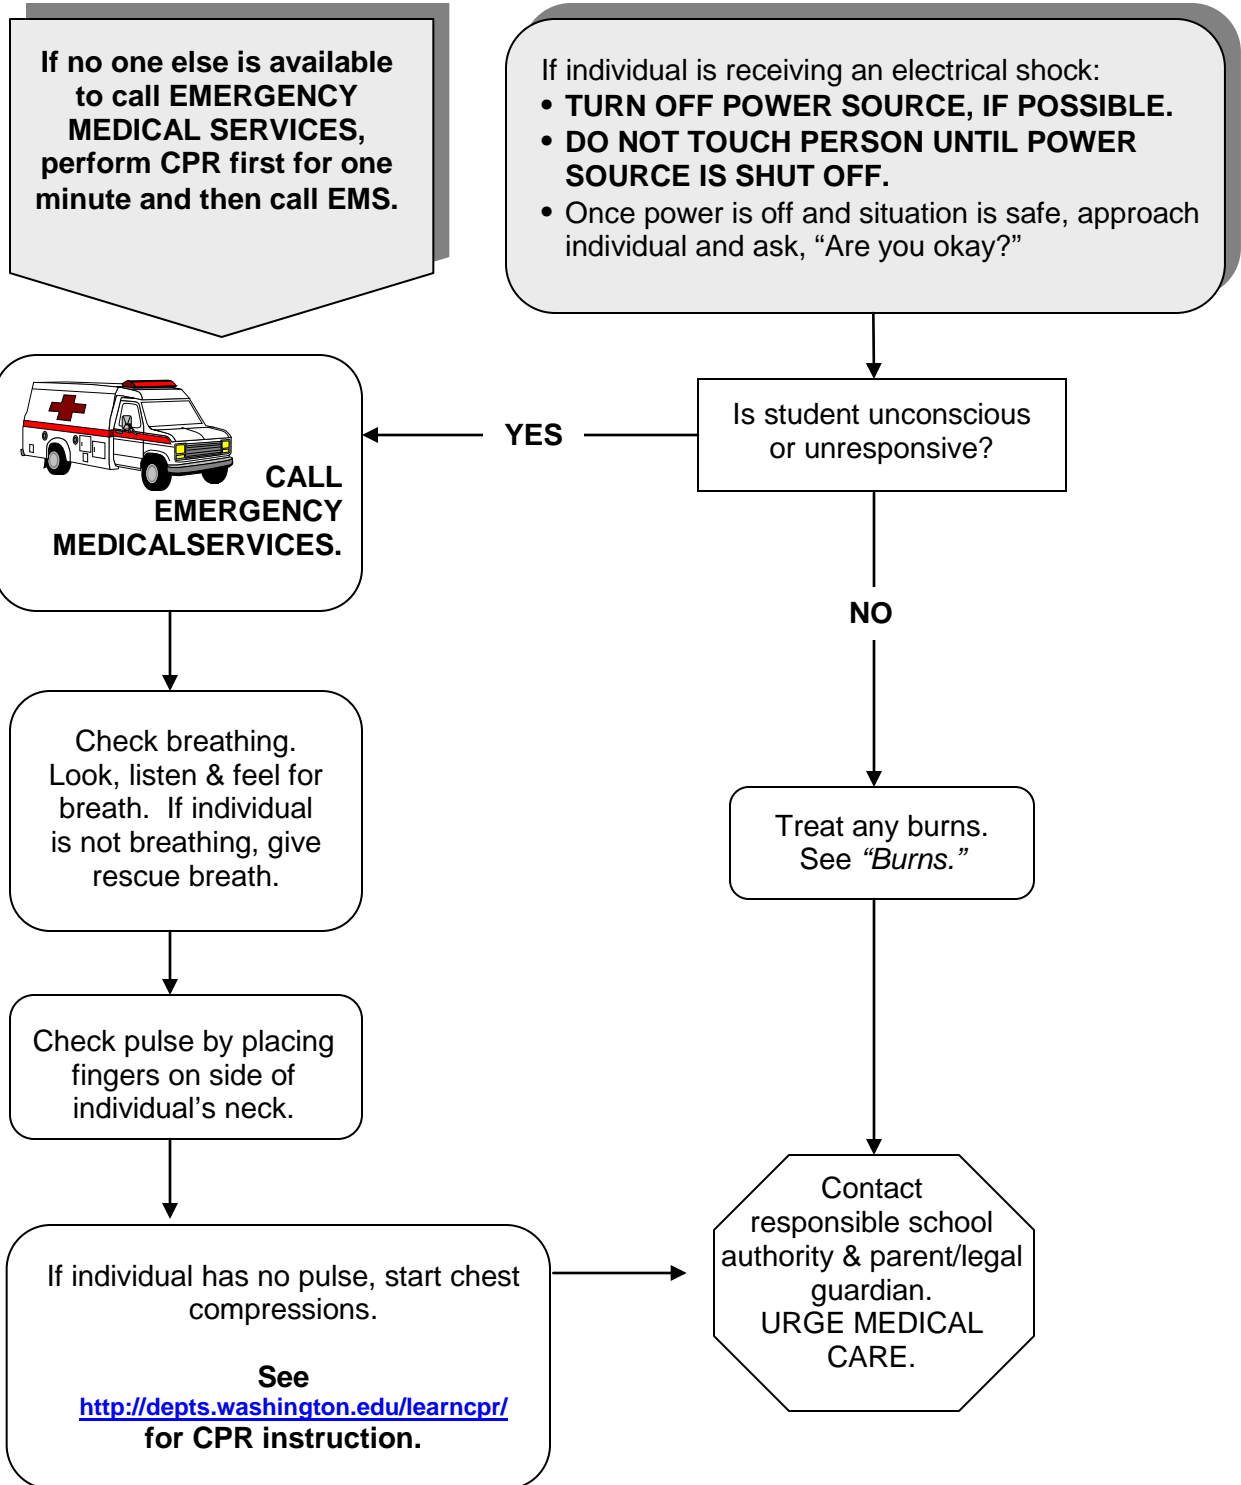 If no one else is available
to call EMERGENCY
MEDICAL SERVICES,
perform CPR first for one
minute and then call EMS.
If individual is receiving an electrical shock:
• TURN OFF POWER SOURCE, IF POSSIBLE.
• DO NOT TOUCH PERSON UNTIL POWER
SOURCE IS SHUT OFF.
• Once power is off and situation is safe, approach
individual and ask, “Are you okay?”
Is student unconscious
or unresponsive?
YES
CALL
EMERGENCY
MEDICALSERVICES.
NO
Check breathing.
Look, listen & feel for
breath.  If individual
is not breathing, give
rescue breath.
Treat any burns.
See “Burns.”
Check pulse by placing
fingers on side of
individual’s neck.
If individual has no pulse, start chest
compressions.
See
http://depts.washington.edu/learncpr/
for CPR instruction.
Contact
responsible school
authority & parent/legal
guardian.
URGE MEDICAL
CARE.